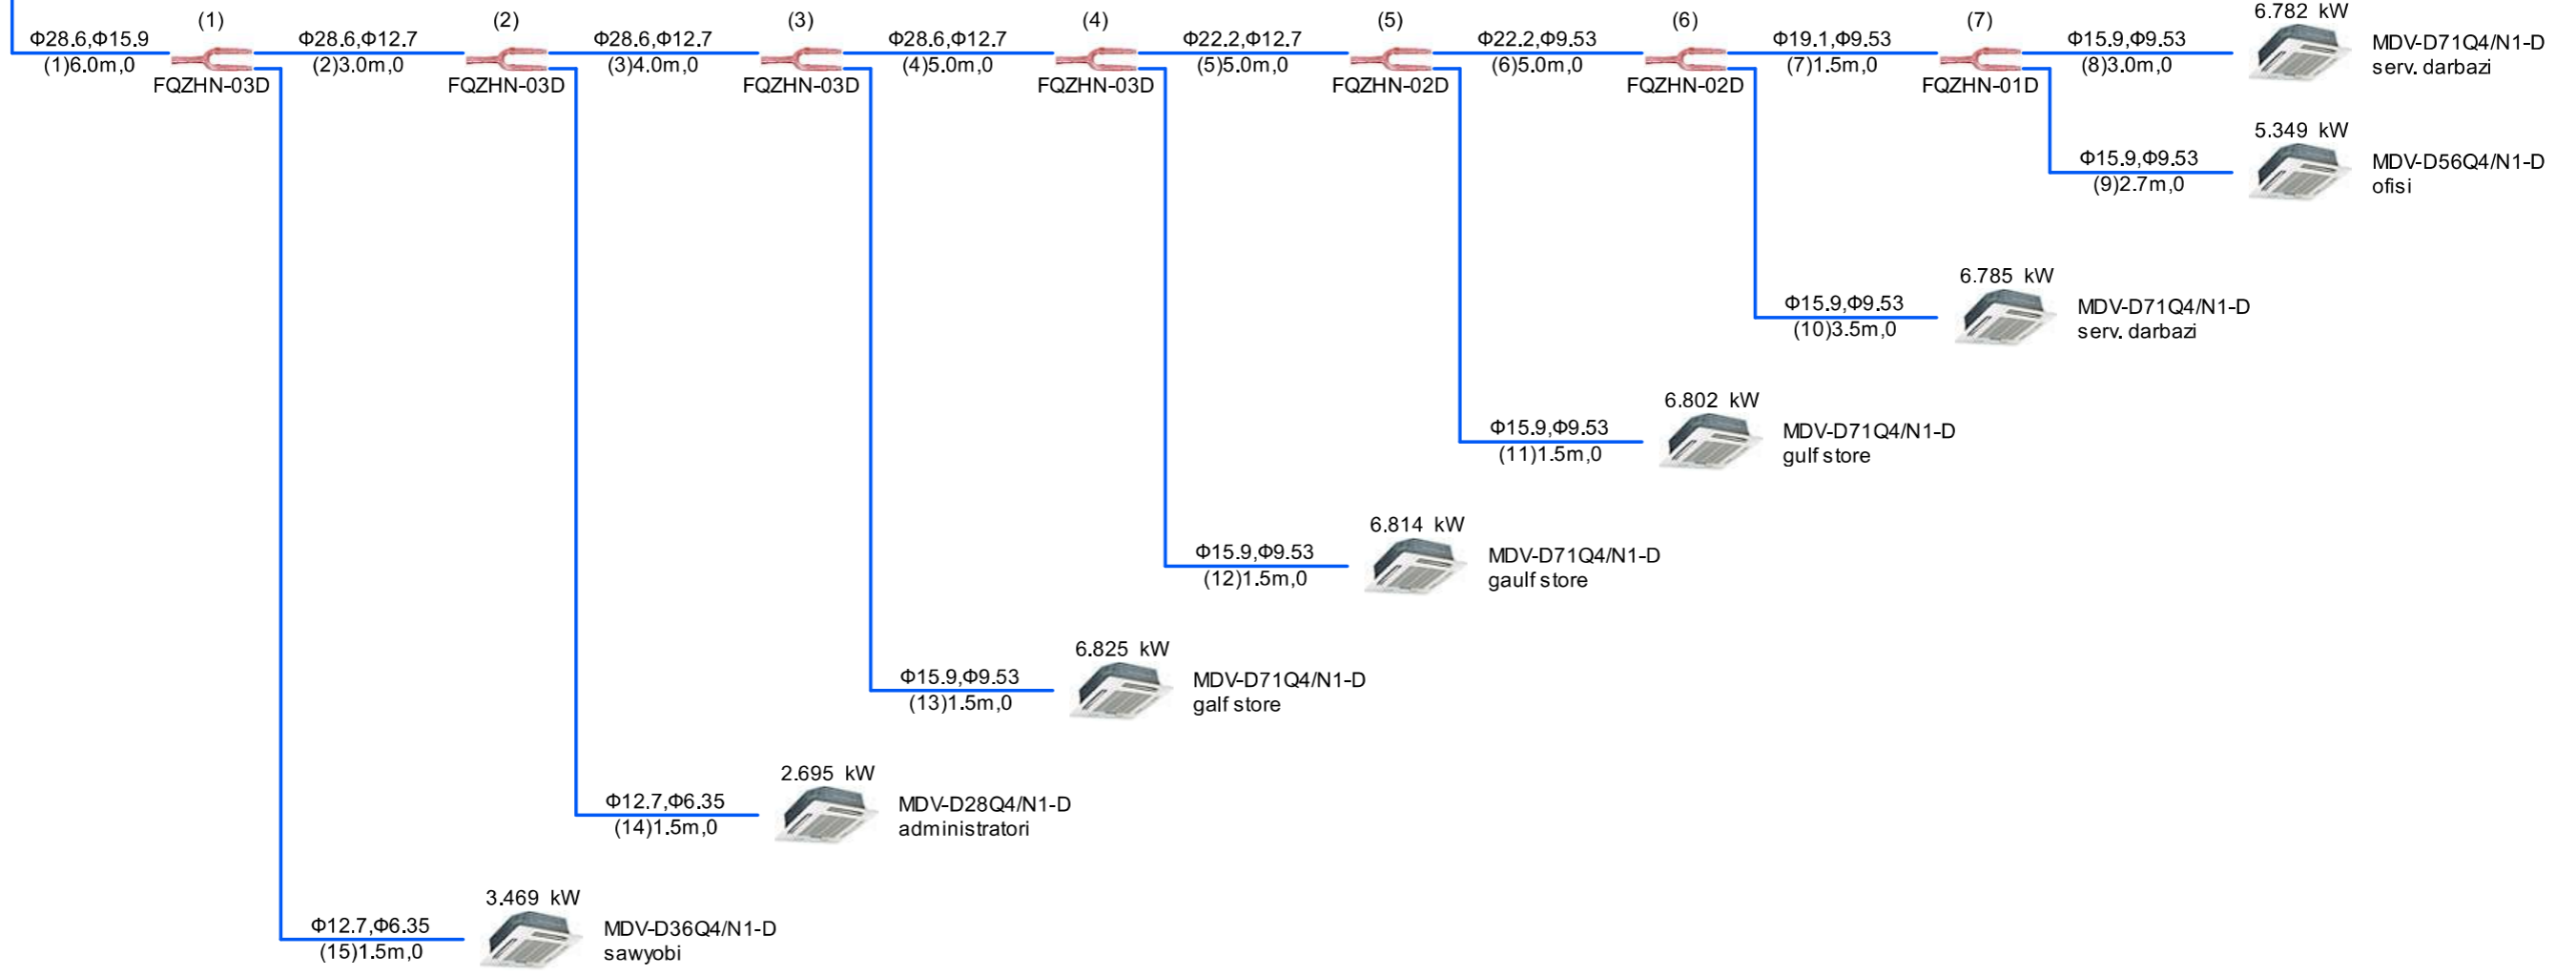 (1)
(2)
(3)
(4)
(5)
(6)
(7)
Φ28.6,Φ15.9
(1)6.0m,0
FQZHN-03D
Φ28.6,Φ12.7
(2)3.0m,0
FQZHN-03D
Φ28.6,Φ12.7
(3)4.0m,0
FQZHN-03D
Φ28.6,Φ12.7
(4)5.0m,0
FQZHN-03D
Φ22.2,Φ12.7
(5)5.0m,0
FQZHN-02D
Φ22.2,Φ9.53
(6)5.0m,0
FQZHN-02D
Φ19.1,Φ9.53
(7)1.5m,0
FQZHN-01D
Φ15.9,Φ9.53
(8)3.0m,0
6.782 kW
MDV-D71Q4/N1-D
serv. darbazi
Φ15.9,Φ9.53
(9)2.7m,0
5.349 kW
MDV-D56Q4/N1-D
ofisi
Φ15.9,Φ9.53
(10)3.5m,0
6.785 kW
MDV-D71Q4/N1-D
serv. darbazi
Φ15.9,Φ9.53
(11)1.5m,0
6.802 kW
MDV-D71Q4/N1-D
gulf store
Φ15.9,Φ9.53
(12)1.5m,0
6.814 kW
MDV-D71Q4/N1-D
gaulf store
Φ15.9,Φ9.53
(13)1.5m,0
6.825 kW
MDV-D71Q4/N1-D
galf store
Φ12.7,Φ6.35
(14)1.5m,0
2.695 kW
MDV-D28Q4/N1-D
administratori
Φ12.7,Φ6.35
(15)1.5m,0
3.469 kW
MDV-D36Q4/N1-D
sawyobi